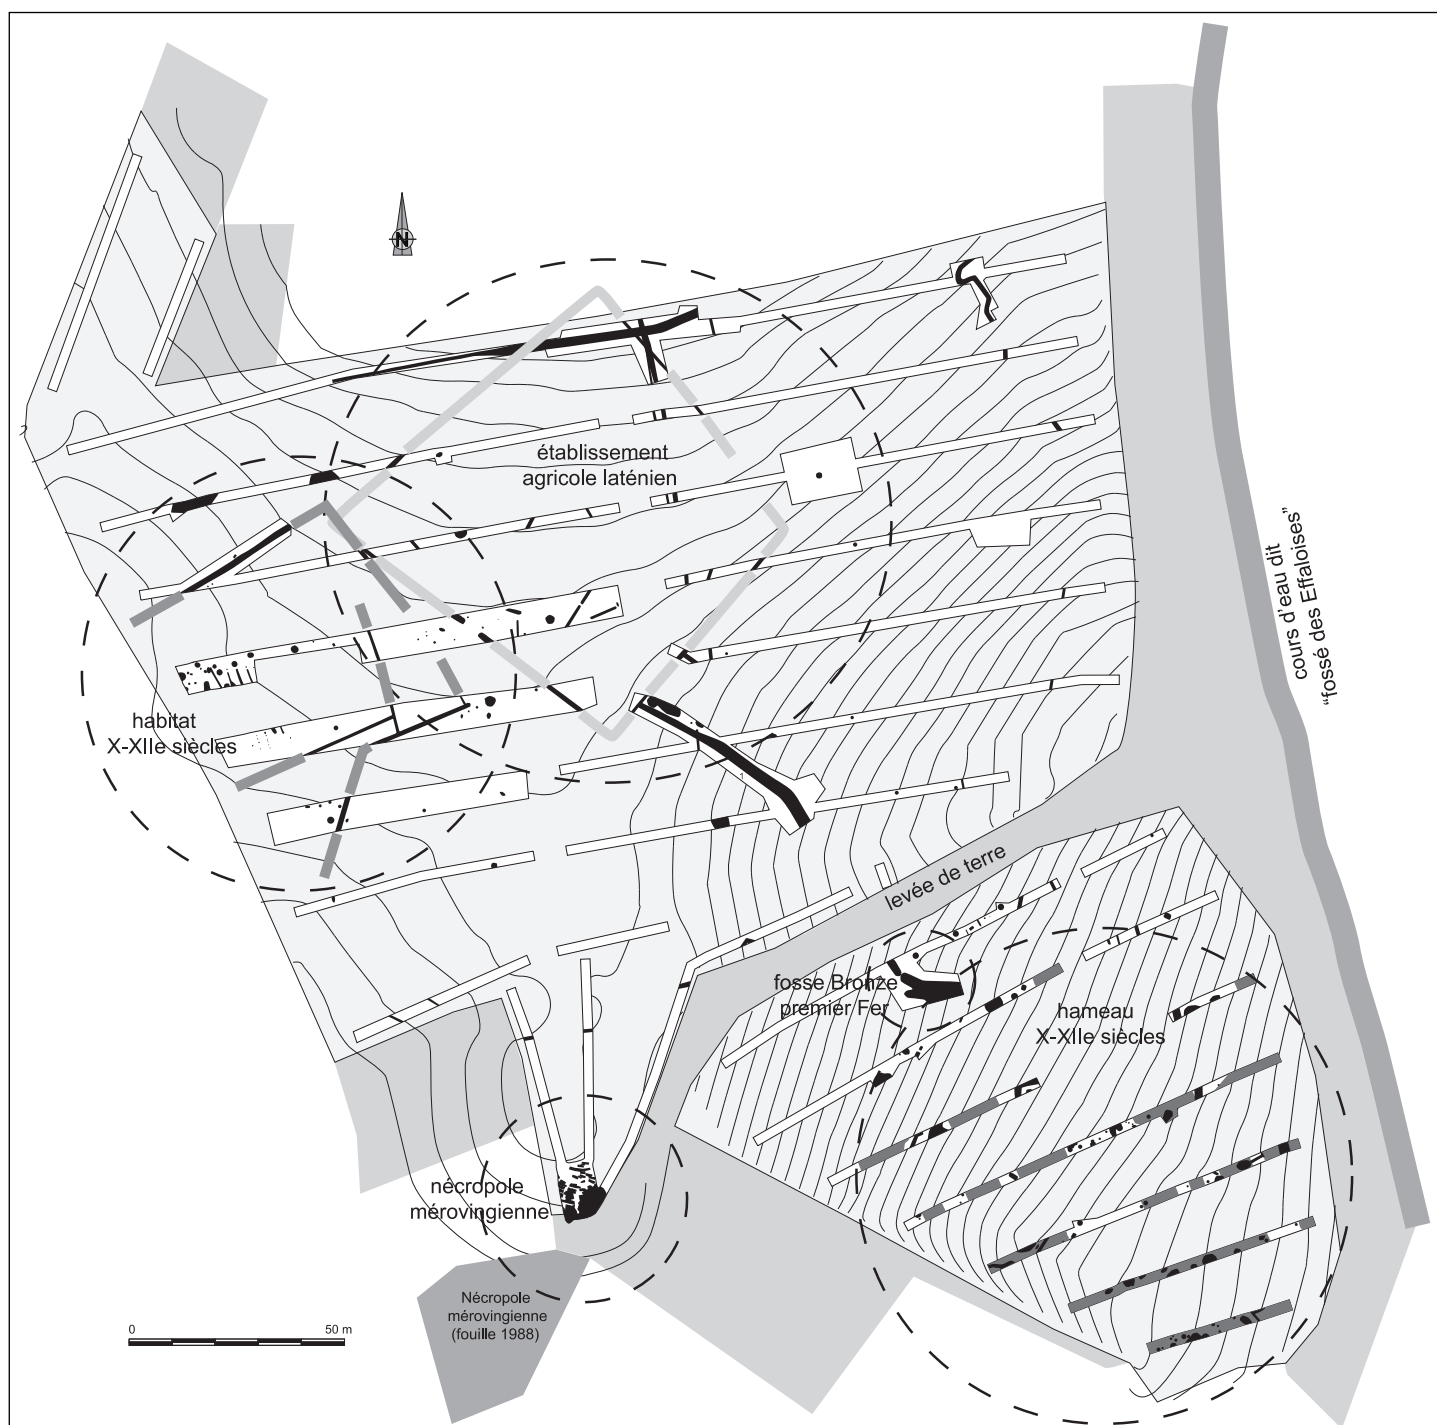 N
établissement
agricole laténien
cours d'eau dit
"fossé des Effaloises"
habitat
X-XIIe siècles
1
levée de terre
fosse Bronze
premier Fer
hameau
X-XIIe siècles
nécropole
mérovingienne
Nécropole
mérovingienne
(fouille 1988)
0 50 m